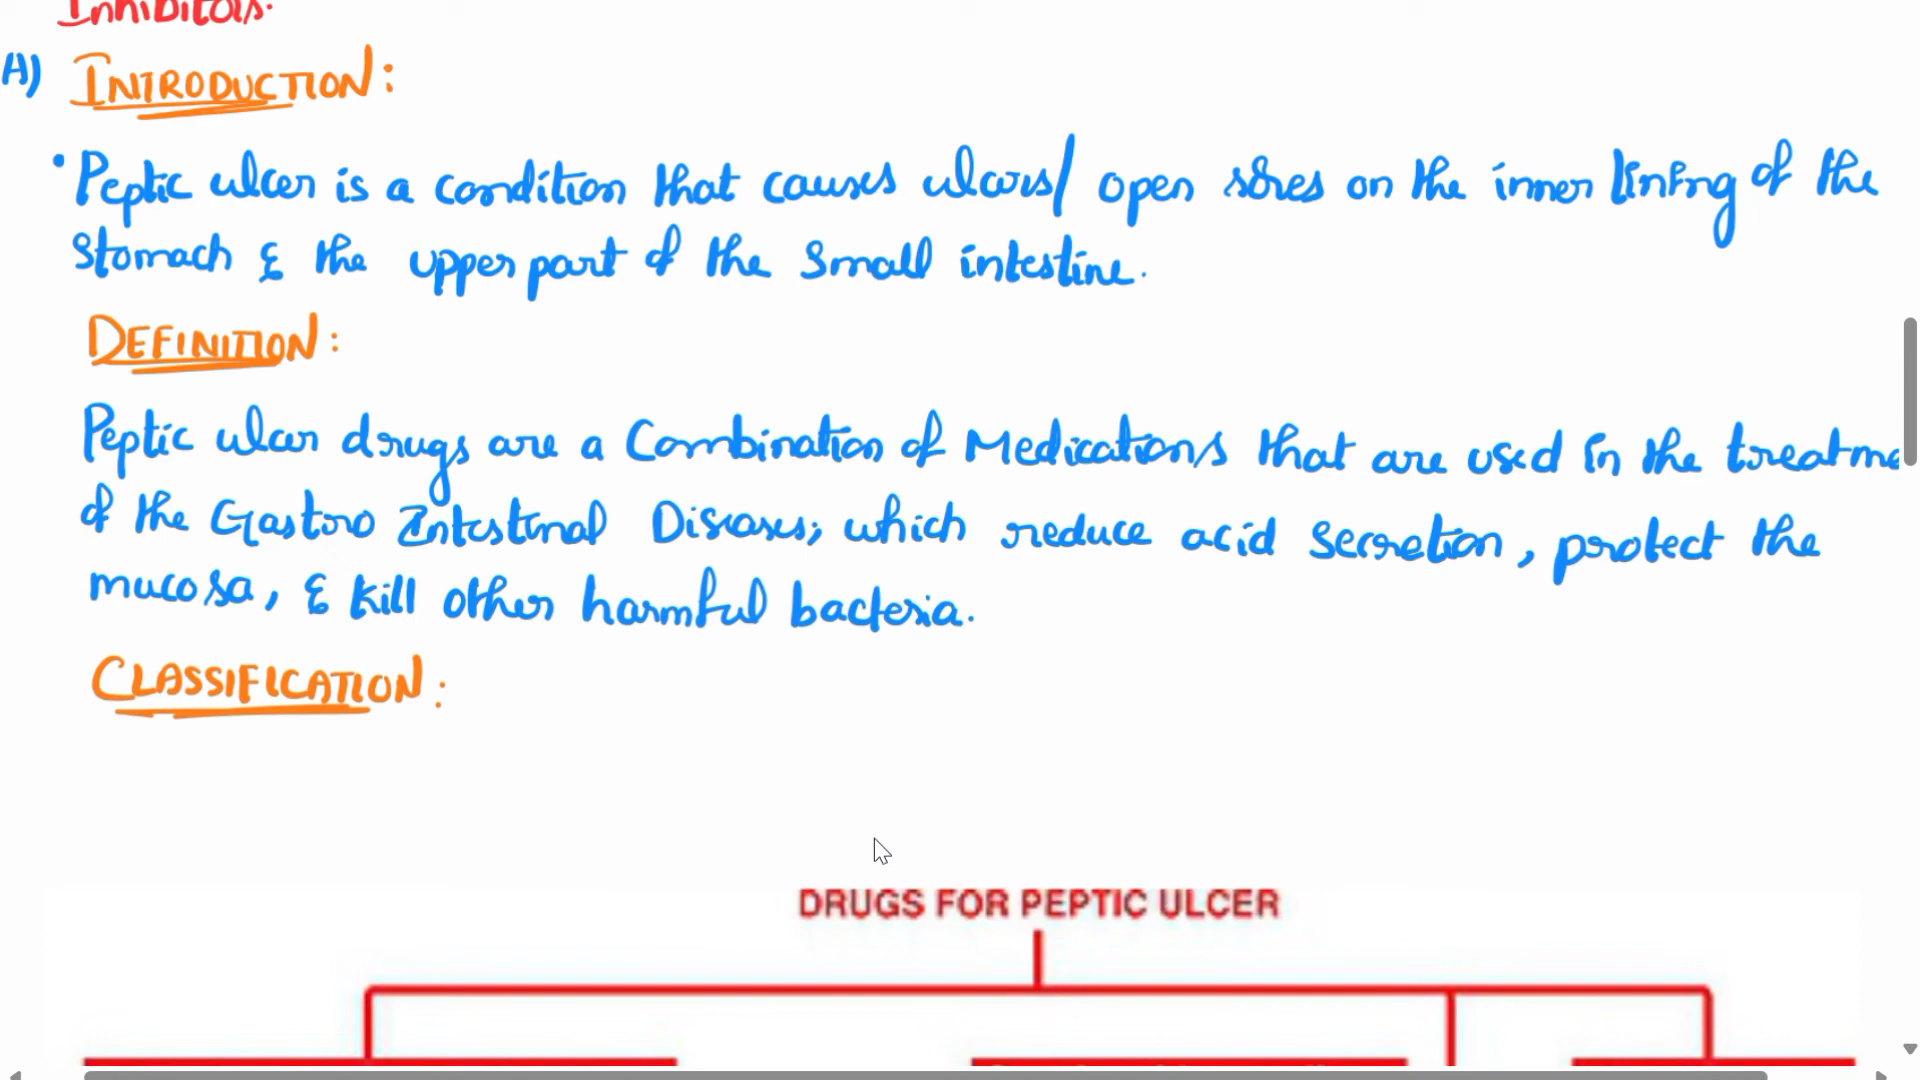 Inhibitors.
A) INTRODUCTION:
• Peptic ulcer is a condition that causes ulcers/ open sores on the inner lining of the
stomach & the upper part of the small intestine.
DEFINITION:
Peptic ulcer drugs are a Combination of Medications that are used in the treatme
of the Gastro Intestinal Diseases, which reduce acid secretion, protect the
mucosa, & kill other harmful bacteria.
CLASSIFICATION:
DRUGS FOR PEPTIC ULCER